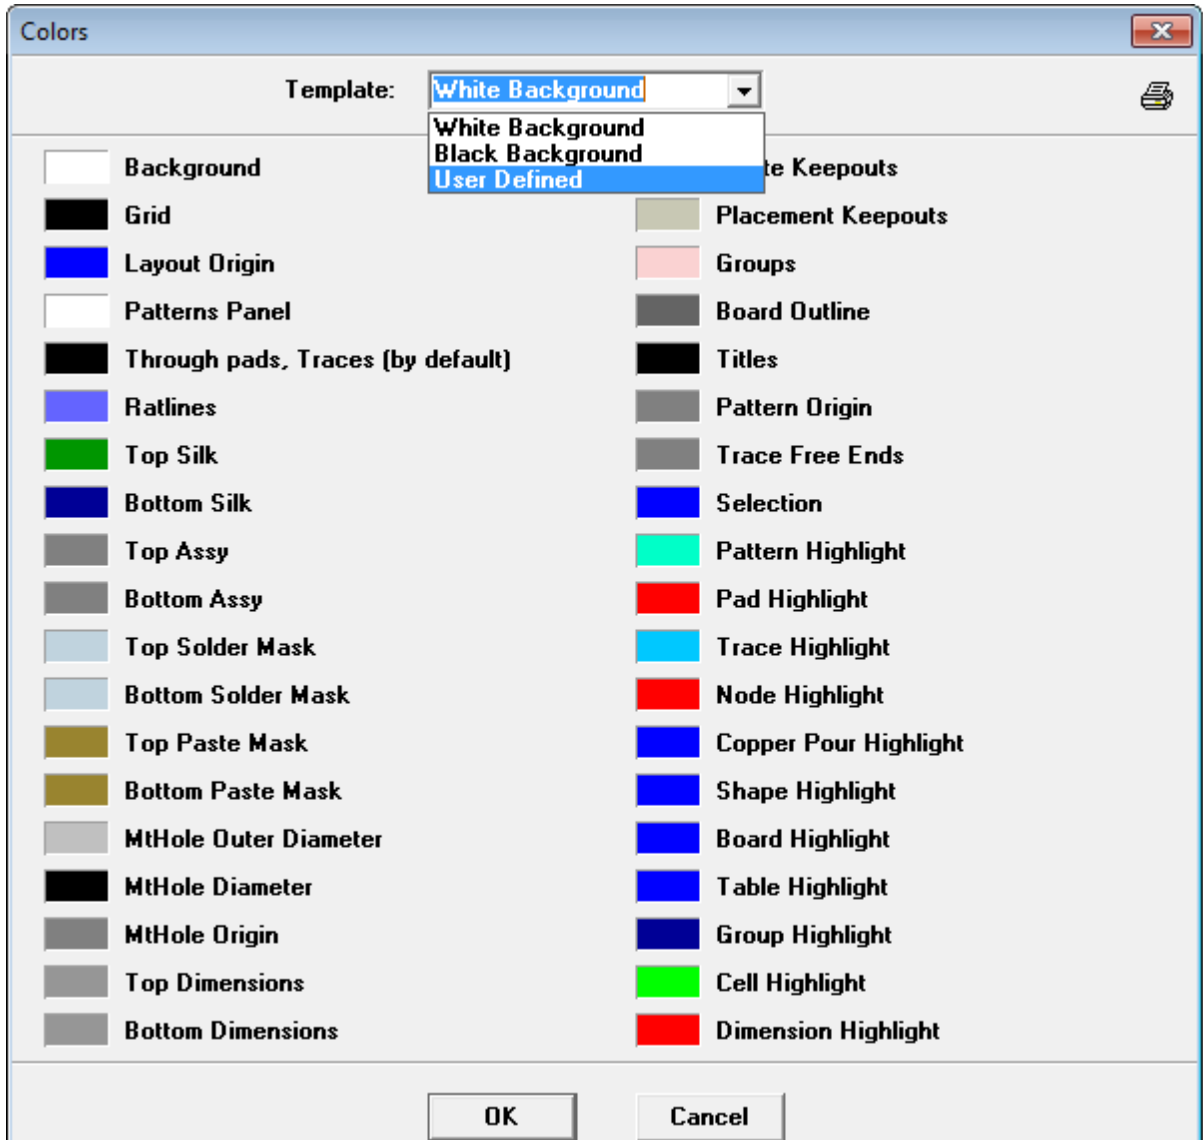 Colors
Template: White Background
White Background
Black Background
User Defined
Background
Grid
Layout Origin
Patterns Panel
Through pads, Traces (by default)
Ratlines
Top Silk
Bottom Silk
Top Assy
Bottom Assy
Top Solder Mask
Bottom Solder Mask
Top Paste Mask
Bottom Paste Mask
MtHole Outer Diameter
MtHole Diameter
MtHole Origin
Top Dimensions
Bottom Dimensions
Keepouts
Placement Keepouts
Groups
Board Outline
Titles
Pattern Origin
Trace Free Ends
Selection
Pattern Highlight
Pad Highlight
Trace Highlight
Node Highlight
Copper Pour Highlight
Shape Highlight
Board Highlight
Table Highlight
Group Highlight
Cell Highlight
Dimension Highlight
OK
Cancel